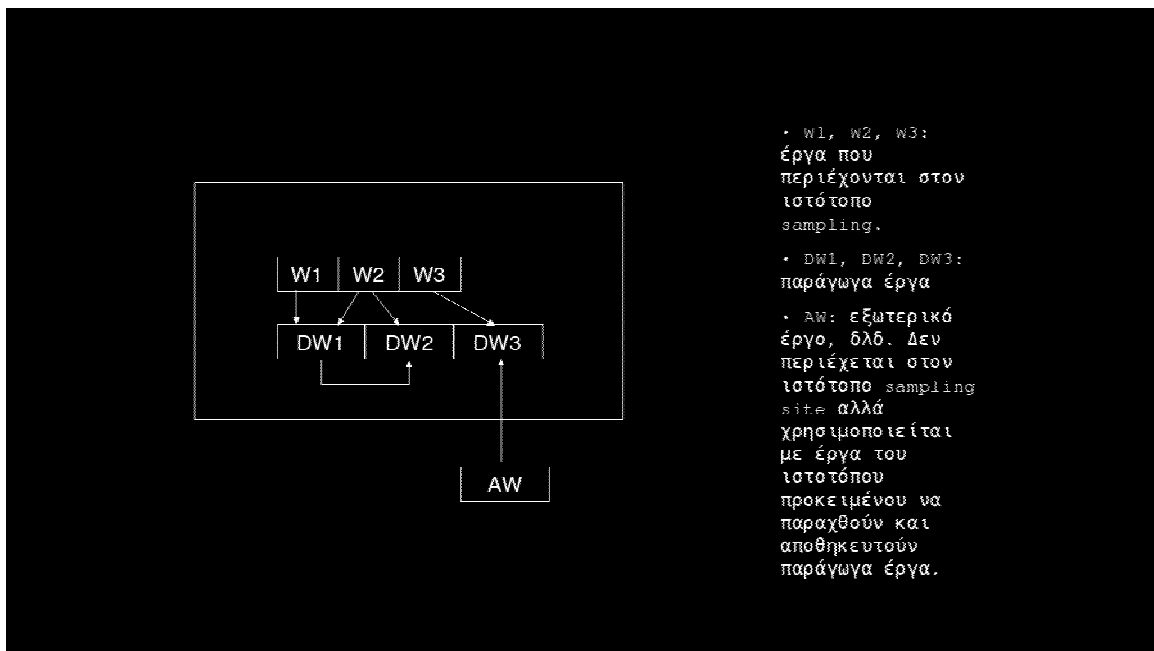 W1 W2 W3
DW1 DW2 DW3
AW
• W1, W2, W3:
έργα που
περιέχονται στον
ιστότοπο
sampling.
• DW1, DW2, DW3:
παράγωγα έργα
• AW: εξωτερικό
έργο, δλδ. Δεν
περιέχεται στον
ιστότοπο sampling
site αλλά
χρησιμοποιείται
με έργα του
ιστοτόπου
προκειμένου να
παραχθούν και
αποθηκευτούν
παράγωγα έργα.